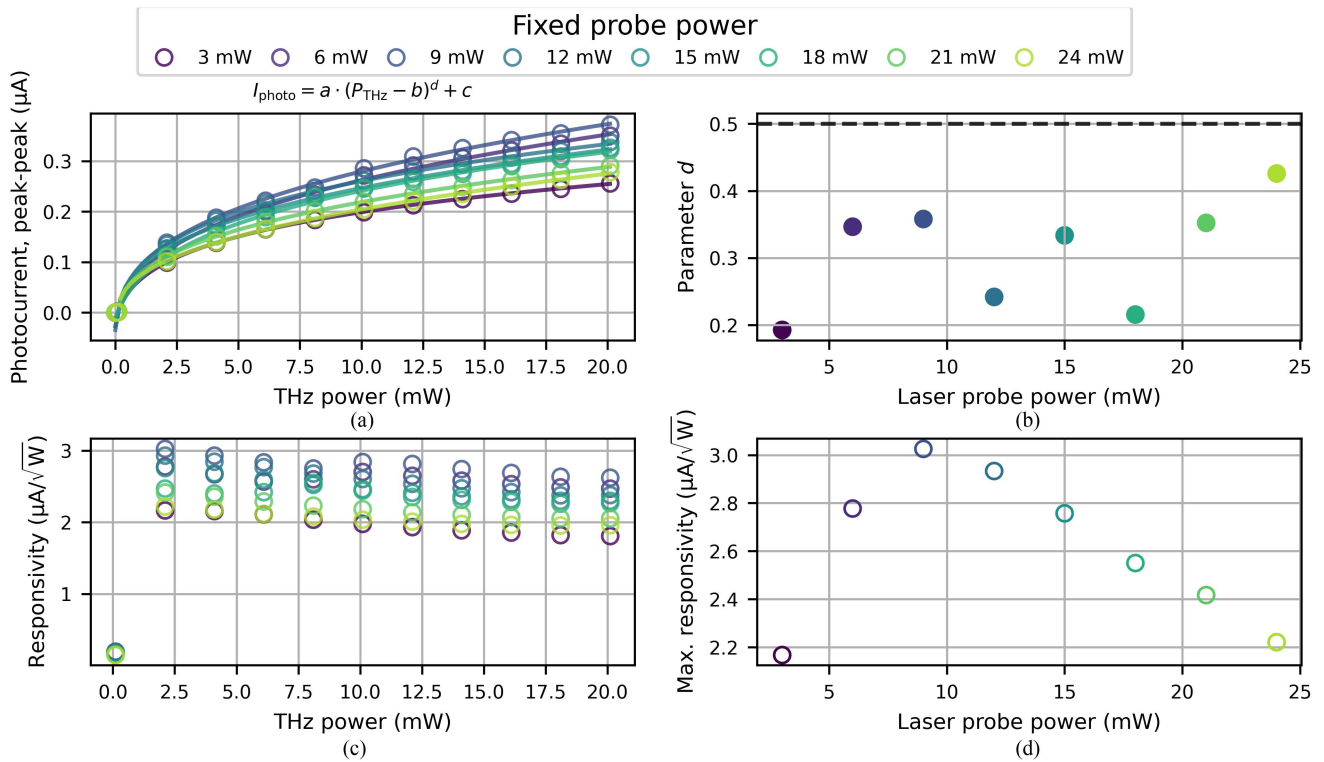 Fixed probe power
3 mW 6 mW 9 mW 12 mW 15 mW 18 mW 21 mW 24 mW
I_photo = a · (P_THz − b)^d + c
Photocurrent, peak-peak (µA)
0.3
0.2
0.1
0.0
0.0 2.5 5.0 7.5 10.0 12.5 15.0 17.5 20.0
THz power (mW)
(a)
Parameter d
0.5
0.4
0.3
0.2
5 10 15 20 25
Laser probe power (mW)
(b)
Responsivity (µA/√W)
3
2
1
0.0 2.5 5.0 7.5 10.0 12.5 15.0 17.5 20.0
THz power (mW)
(c)
Max. responsivity (µA/√W)
3.0
2.8
2.6
2.4
2.2
5 10 15 20 25
Laser probe power (mW)
(d)